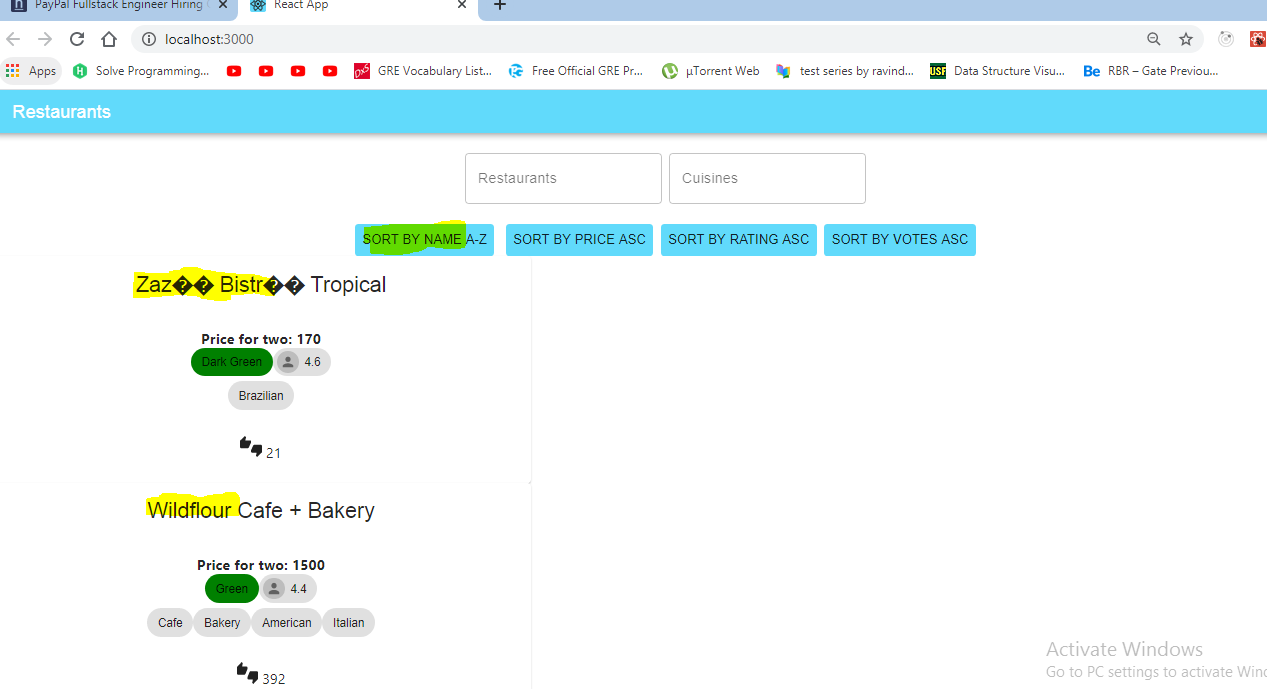 PayPal Fullstack Engineer Hiring
React App
localhost:3000
Apps Solve Programming... GRE Vocabulary List... Free Official GRE Pr... µTorrent Web test series by ravind... USF Data Structure Visu... Be RBR – Gate Previou...
Restaurants
Restaurants Cuisines
SORT BY NAME A-Z SORT BY PRICE ASC SORT BY RATING ASC SORT BY VOTES ASC
Zaz�� Bistr�� Tropical
Price for two: 170
Dark Green 4.6
Brazilian
21
Wildflour Cafe + Bakery
Price for two: 1500
Green 4.4
Cafe Bakery American Italian
392
Activate Windows
Go to PC settings to activate Win